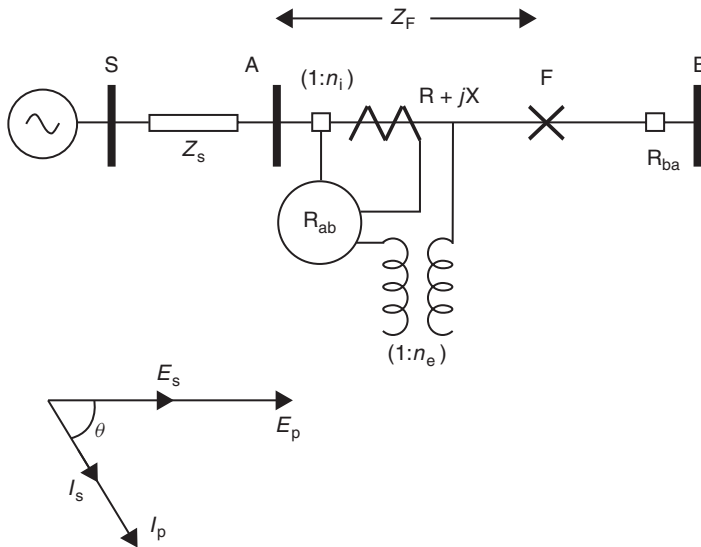 Z_F
S
A
(1:n_i)
R + jX
F
B
Z_s
R_ab
R_ba
(1:n_e)
E_s
E_p
θ
I_s
I_p